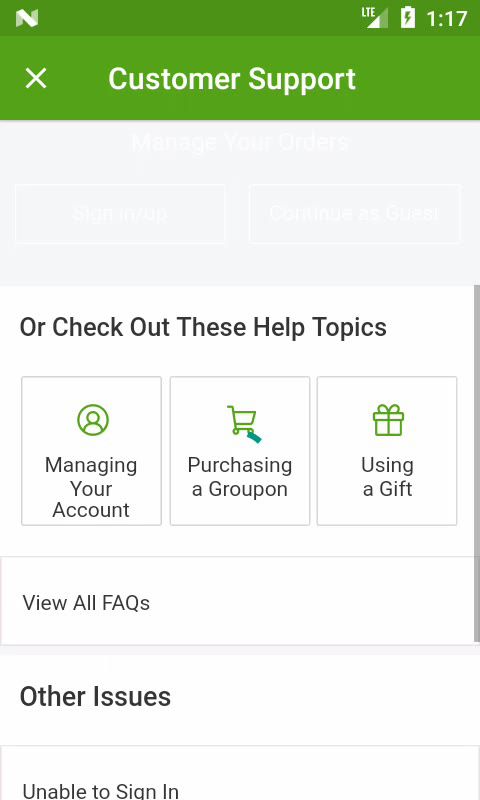 LTE 1:17
Customer Support
Manage Your Orders
Sign in/up
Continue as Guest
Or Check Out These Help Topics
Managing
Your
Account
Purchasing
a Groupon
Using
a Gift
View All FAQs
Other Issues
Unable to Sign In